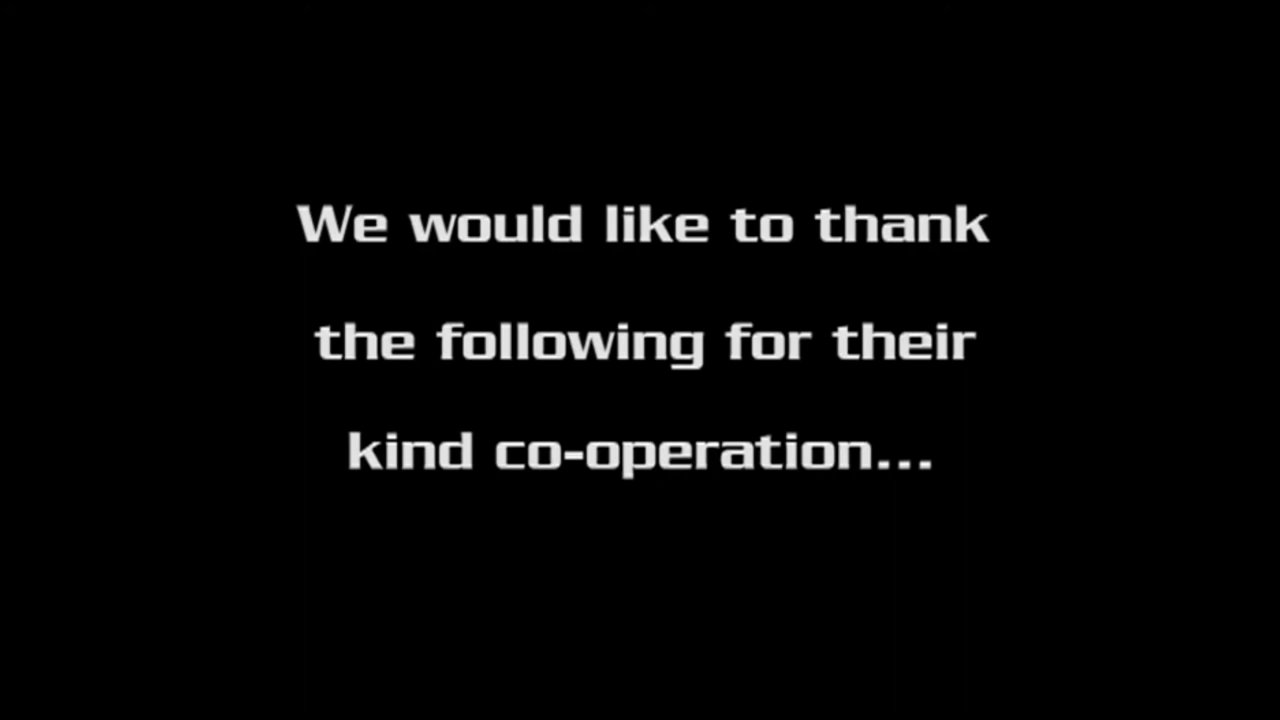 We would like to thank
the following for their
kind co-operation...